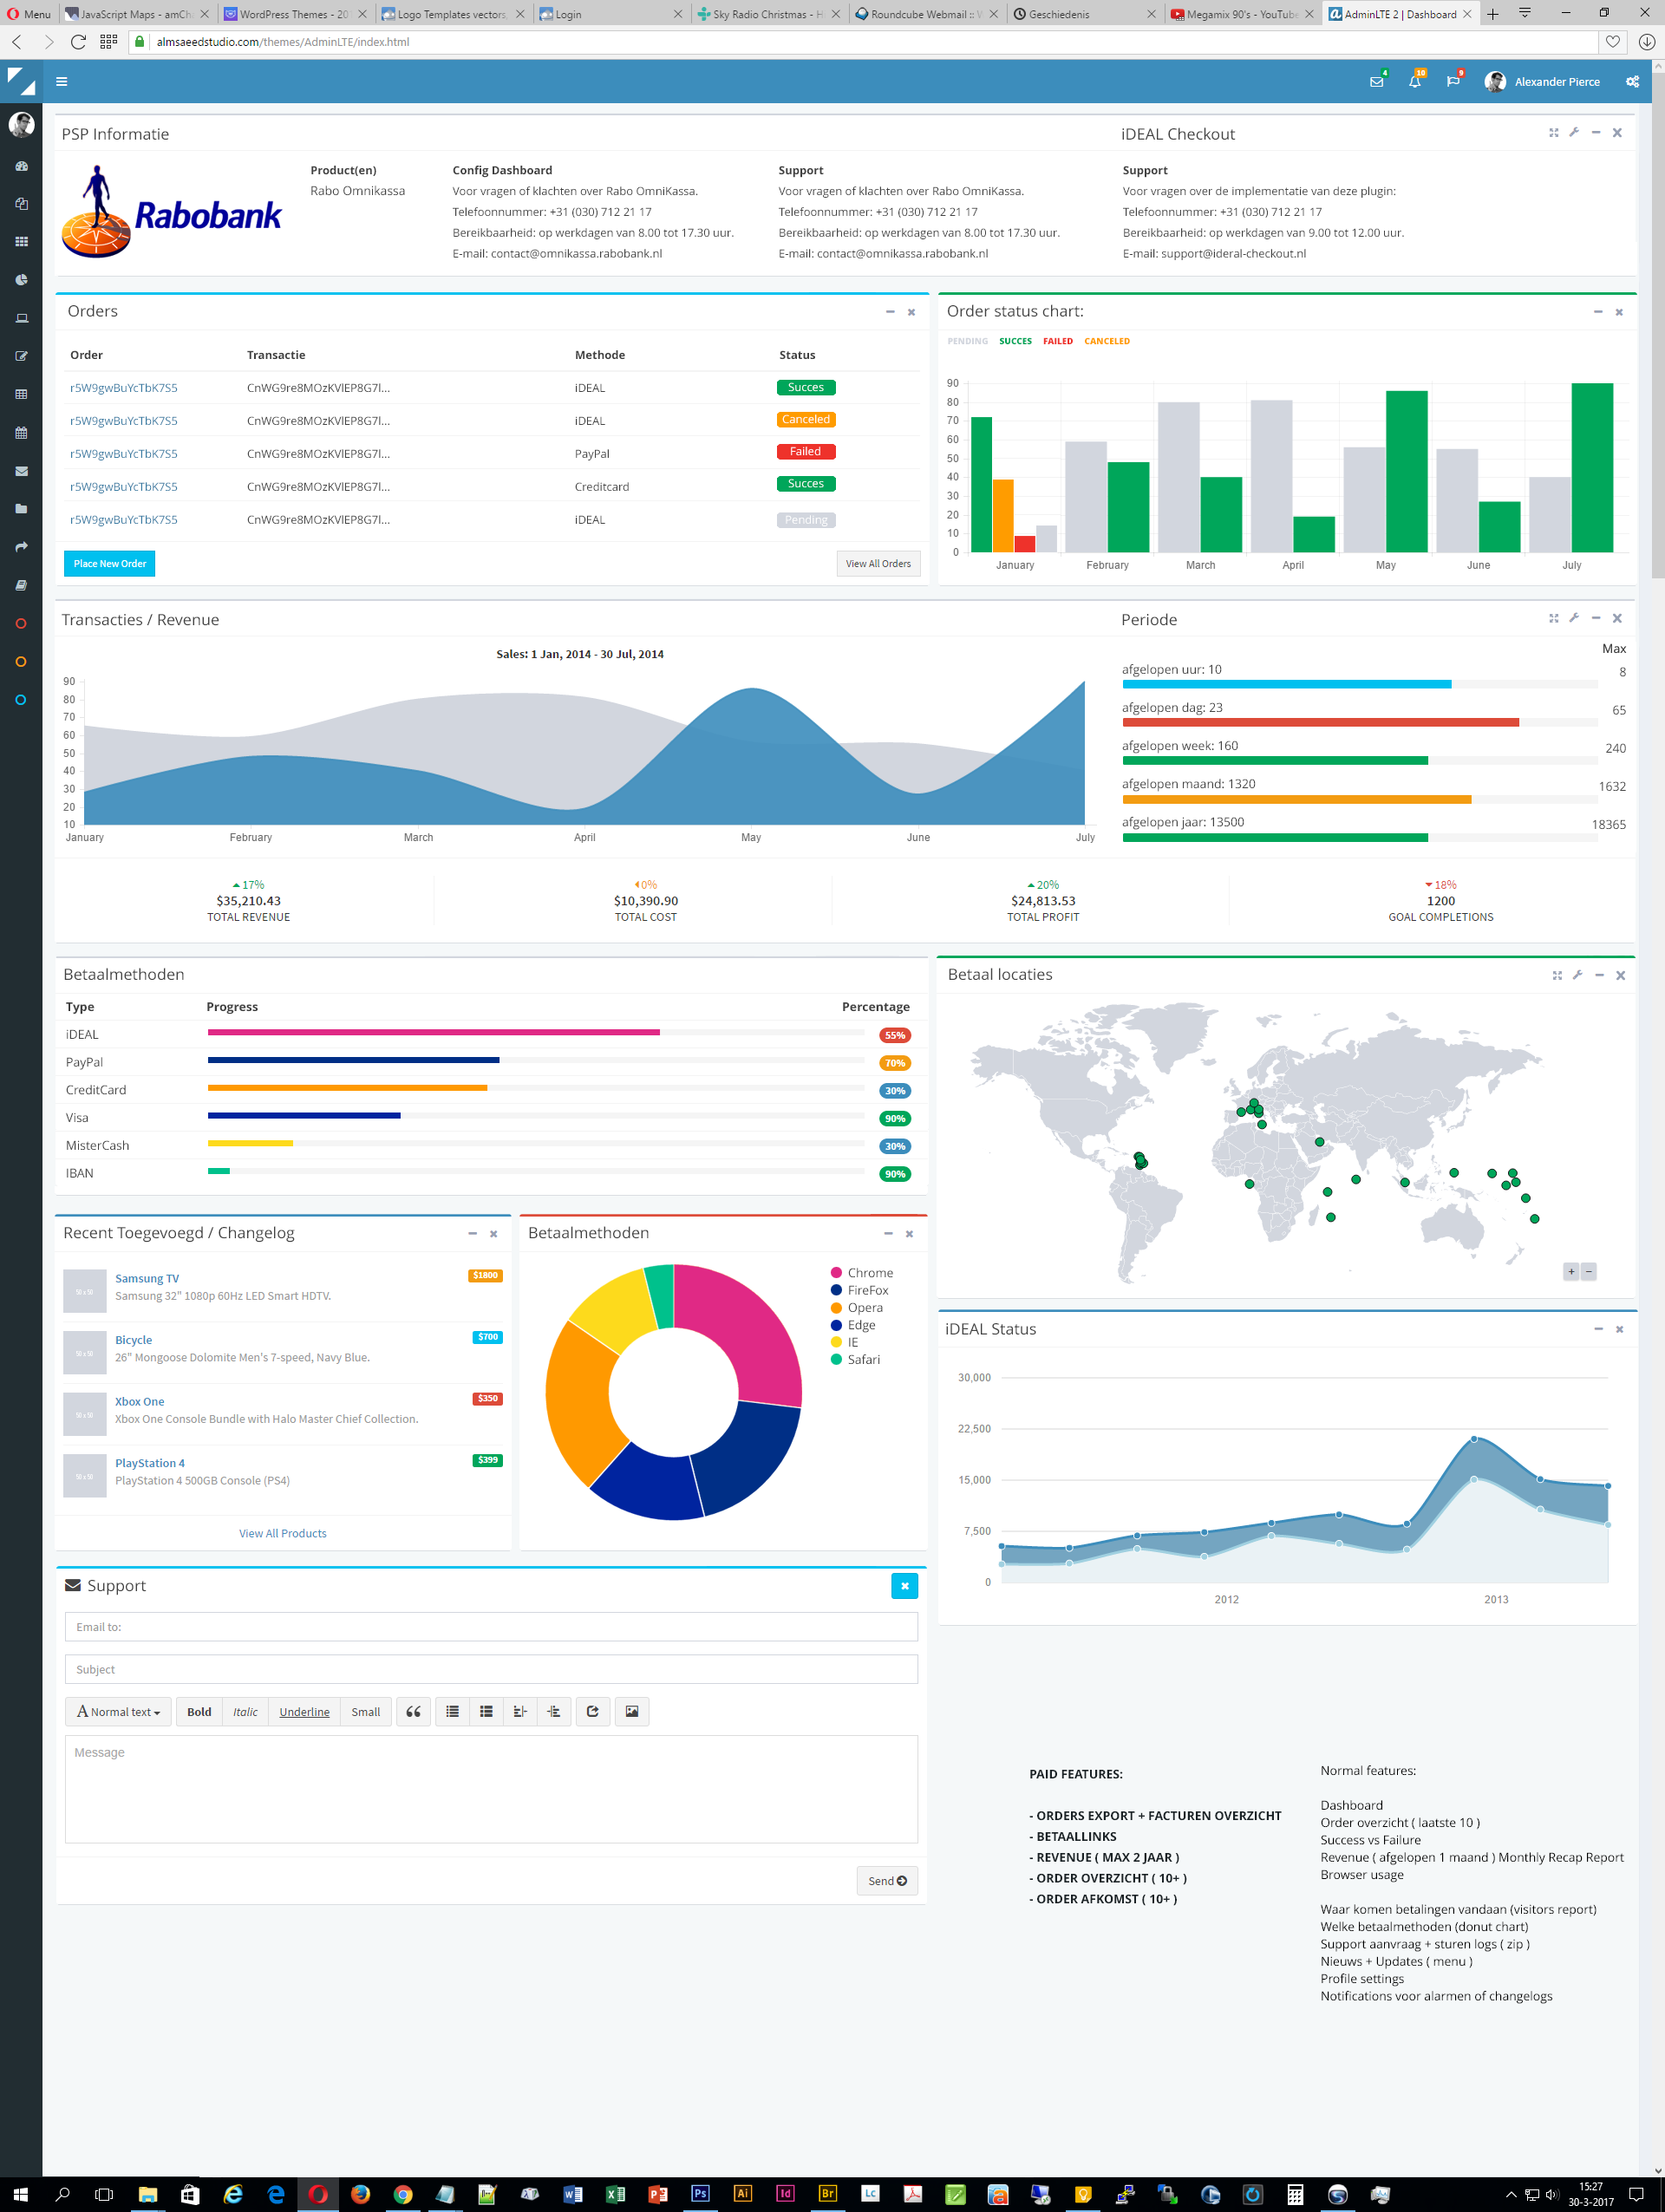 Menu
JavaScript Maps - amCha
WordPress Themes - 20
Logo Templates vectors,
Login
Sky Radio Christmas - H
Roundcube Webmail ::
Geschiedenis
Megamix 90's - YouTube
AdminLTE 2 | Dashboard
almsaeedstudio.com/themes/AdminLTE/index.html
4
10
9
Alexander Pierce
PSP Informatie
iDEAL Checkout
Rabobank
Product(en)
Rabo Omnikassa
Config Dashboard
Voor vragen of klachten over Rabo OmniKassa.
Telefoonnummer: +31 (030) 712 21 17
Bereikbaarheid: op werkdagen van 8.00 tot 17.30 uur.
E-mail: contact@omnikassa.rabobank.nl
Support
Voor vragen of klachten over Rabo OmniKassa.
Telefoonnummer: +31 (030) 712 21 17
Bereikbaarheid: op werkdagen van 8.00 tot 17.30 uur.
E-mail: contact@omnikassa.rabobank.nl
Support
Voor vragen over de implementatie van deze plugin:
Telefoonnummer: +31 (030) 712 21 17
Bereikbaarheid: op werkdagen van 9.00 tot 12.00 uur.
E-mail: support@ideral-checkout.nl
Orders
Order Transactie Methode Status
r5W9gwBuYcTbK7S5 CnWG9re8MOzKVlEP8G7l... iDEAL Succes
r5W9gwBuYcTbK7S5 CnWG9re8MOzKVlEP8G7l... iDEAL Canceled
r5W9gwBuYcTbK7S5 CnWG9re8MOzKVlEP8G7l... PayPal Failed
r5W9gwBuYcTbK7S5 CnWG9re8MOzKVlEP8G7l... Creditcard Succes
r5W9gwBuYcTbK7S5 CnWG9re8MOzKVlEP8G7l... iDEAL Pending
Place New Order
View All Orders
Order status chart:
PENDING SUCCES FAILED CANCELED
90
80
70
60
50
40
30
20
10
0
January February March April May June July
Transacties / Revenue
Sales: 1 Jan, 2014 - 30 Jul, 2014
90
80
70
60
50
40
30
20
10
January February March April May June July
Periode
Max
afgelopen uur: 10 8
afgelopen dag: 23 65
afgelopen week: 160 240
afgelopen maand: 1320 1632
afgelopen jaar: 13500 18365
17%
$35,210.43
TOTAL REVENUE
0%
$10,390.90
TOTAL COST
20%
$24,813.53
TOTAL PROFIT
18%
1200
GOAL COMPLETIONS
Betaalmethoden
Type Progress Percentage
iDEAL 55%
PayPal 70%
CreditCard 30%
Visa 90%
MisterCash 30%
IBAN 90%
Betaal locaties
+ −
Recent Toegevoegd / Changelog
50 x 50
Samsung TV $1800
Samsung 32" 1080p 60Hz LED Smart HDTV.
50 x 50
Bicycle $700
26" Mongoose Dolomite Men's 7-speed, Navy Blue.
50 x 50
Xbox One $350
Xbox One Console Bundle with Halo Master Chief Collection.
50 x 50
PlayStation 4 $399
PlayStation 4 500GB Console (PS4)
View All Products
Betaalmethoden
Chrome
FireFox
Opera
Edge
IE
Safari
iDEAL Status
30,000
22,500
15,000
7,500
0
2012 2013
Support
Email to:
Subject
A Normal text Bold Italic Underline Small
Message
Send
PAID FEATURES:
- ORDERS EXPORT + FACTUREN OVERZICHT
- BETAALLINKS
- REVENUE ( MAX 2 JAAR )
- ORDER OVERZICHT ( 10+ )
- ORDER AFKOMST ( 10+ )
Normal features:
Dashboard
Order overzicht ( laatste 10 )
Success vs Failure
Revenue ( afgelopen 1 maand ) Monthly Recap Report
Browser usage
Waar komen betalingen vandaan (visitors report)
Welke betaalmethoden (donut chart)
Support aanvraag + sturen logs ( zip )
Nieuws + Updates ( menu )
Profile settings
Notifications voor alarmen of changelogs
Ps Ai Id Br Lc
15:27
30-3-2017